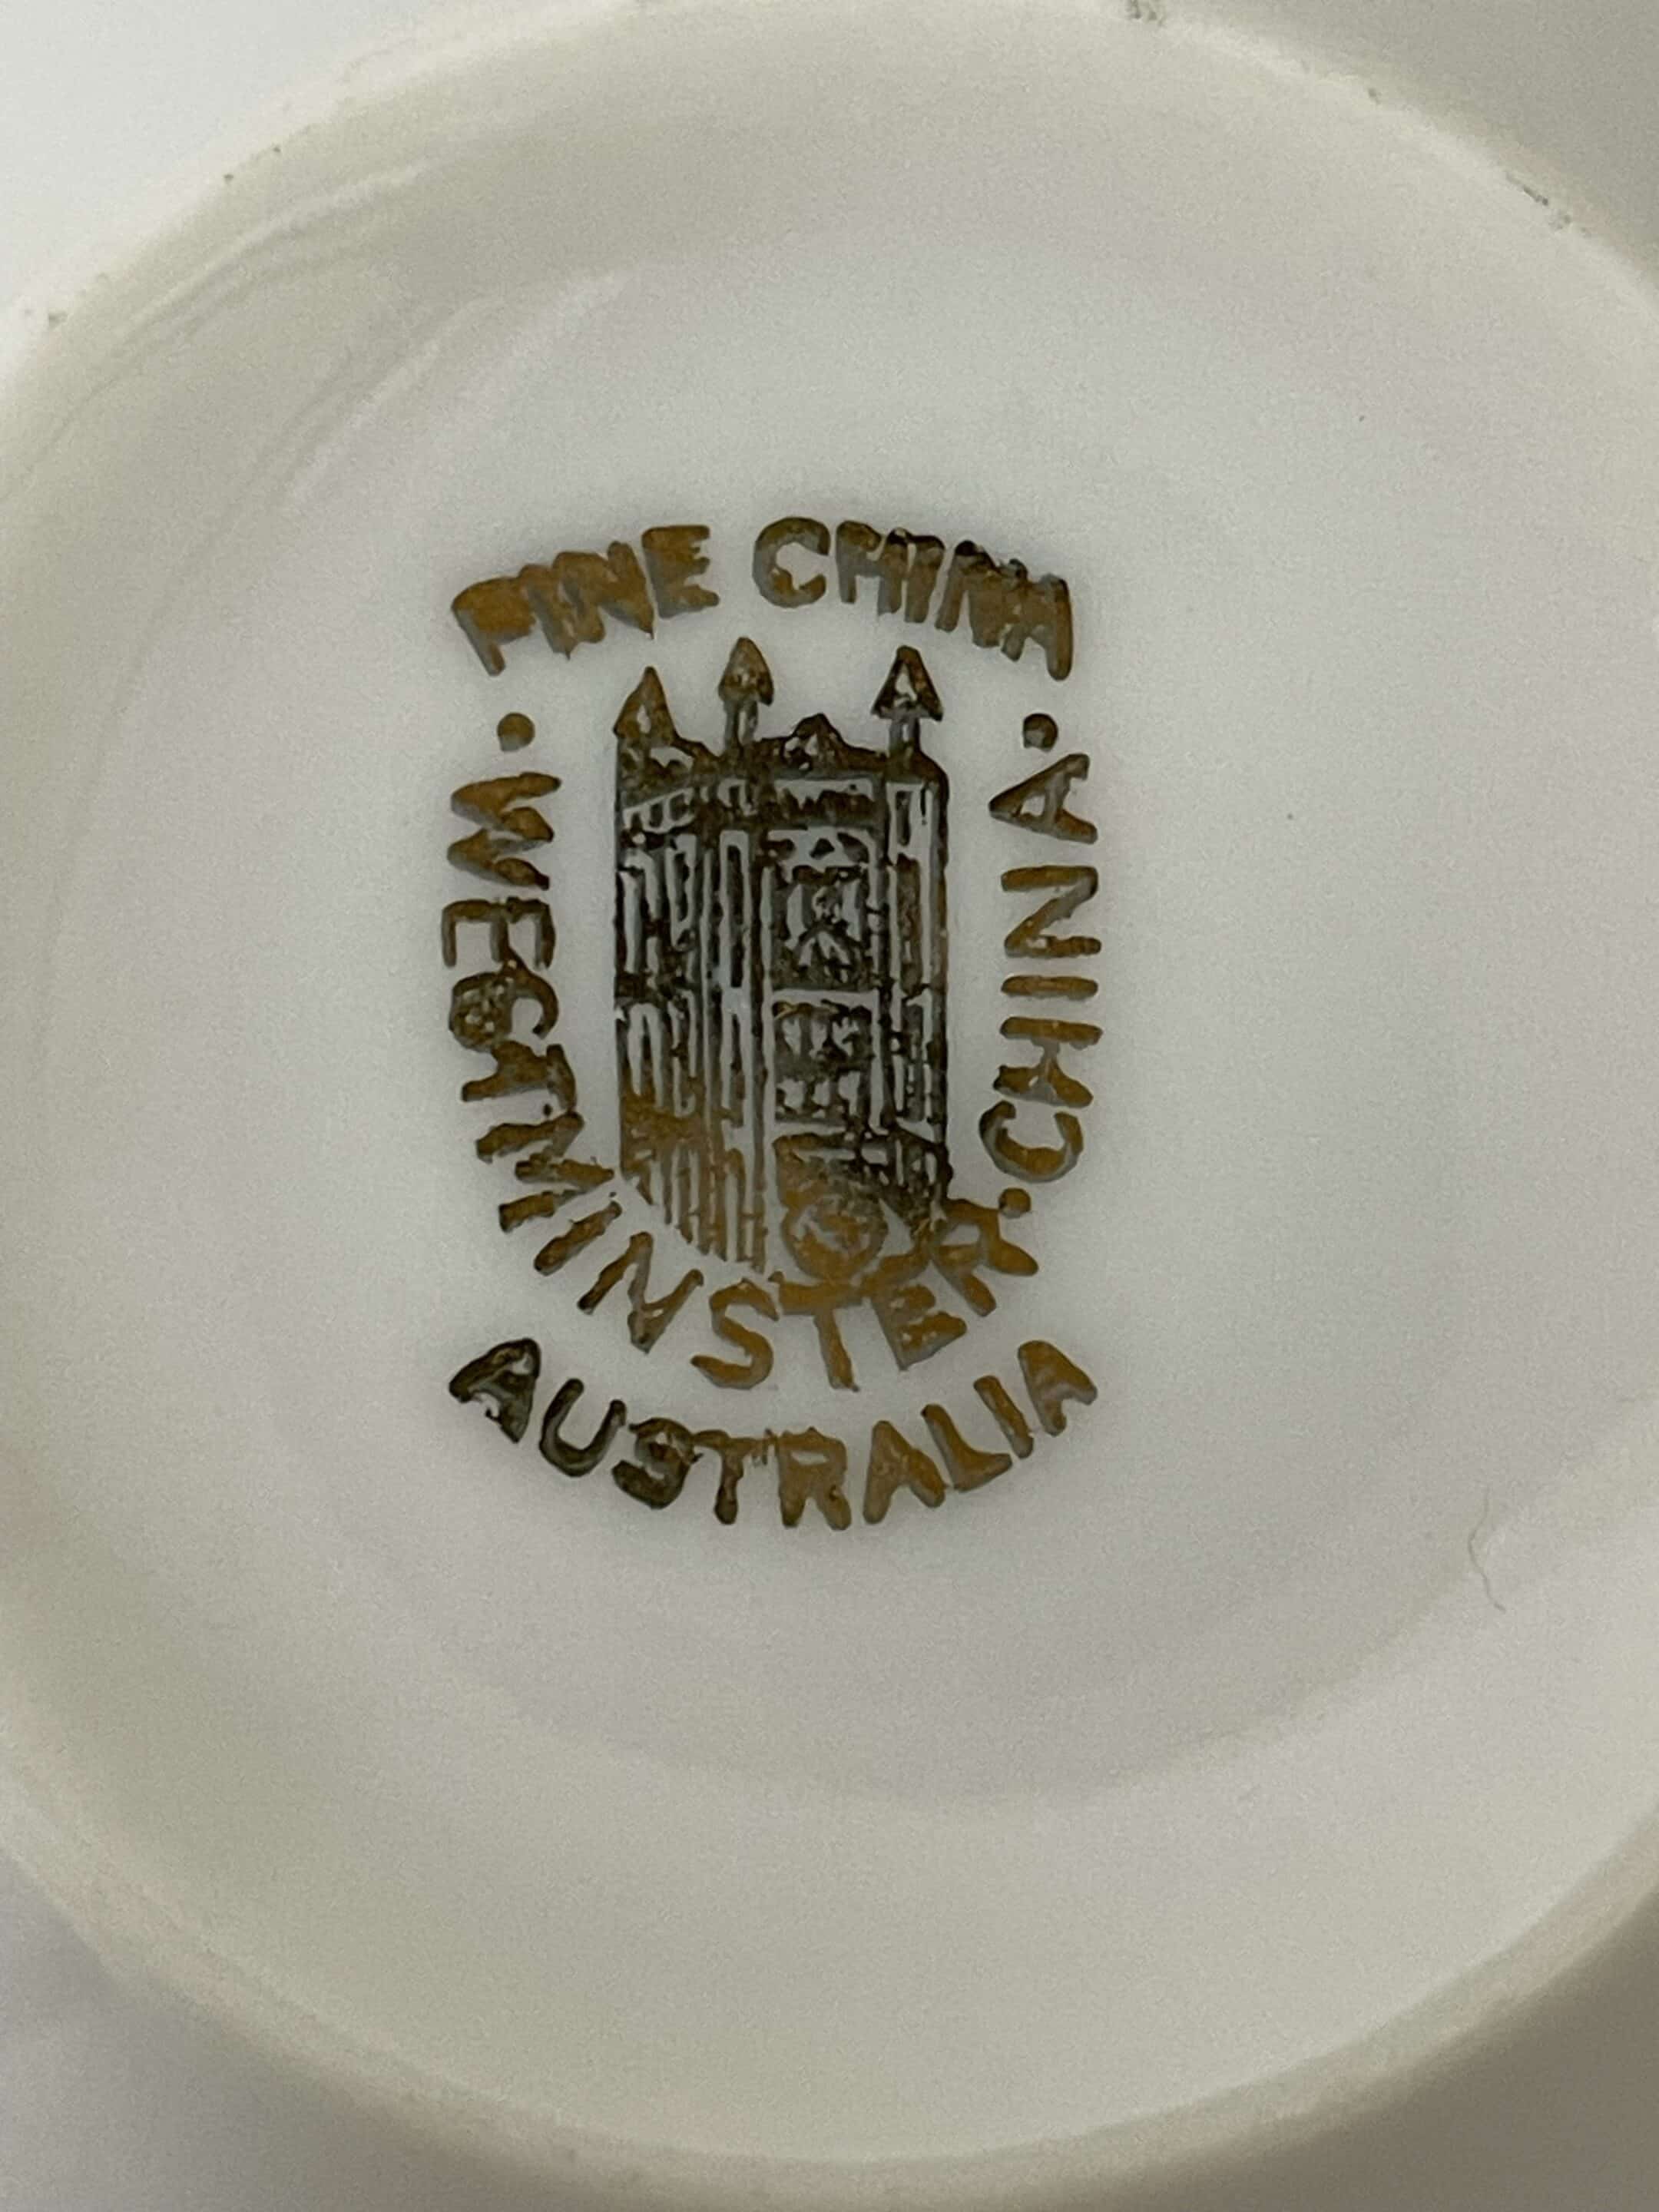 FINE CHINA
· WESTMINSTER · CHINA ·
AUSTRALIA